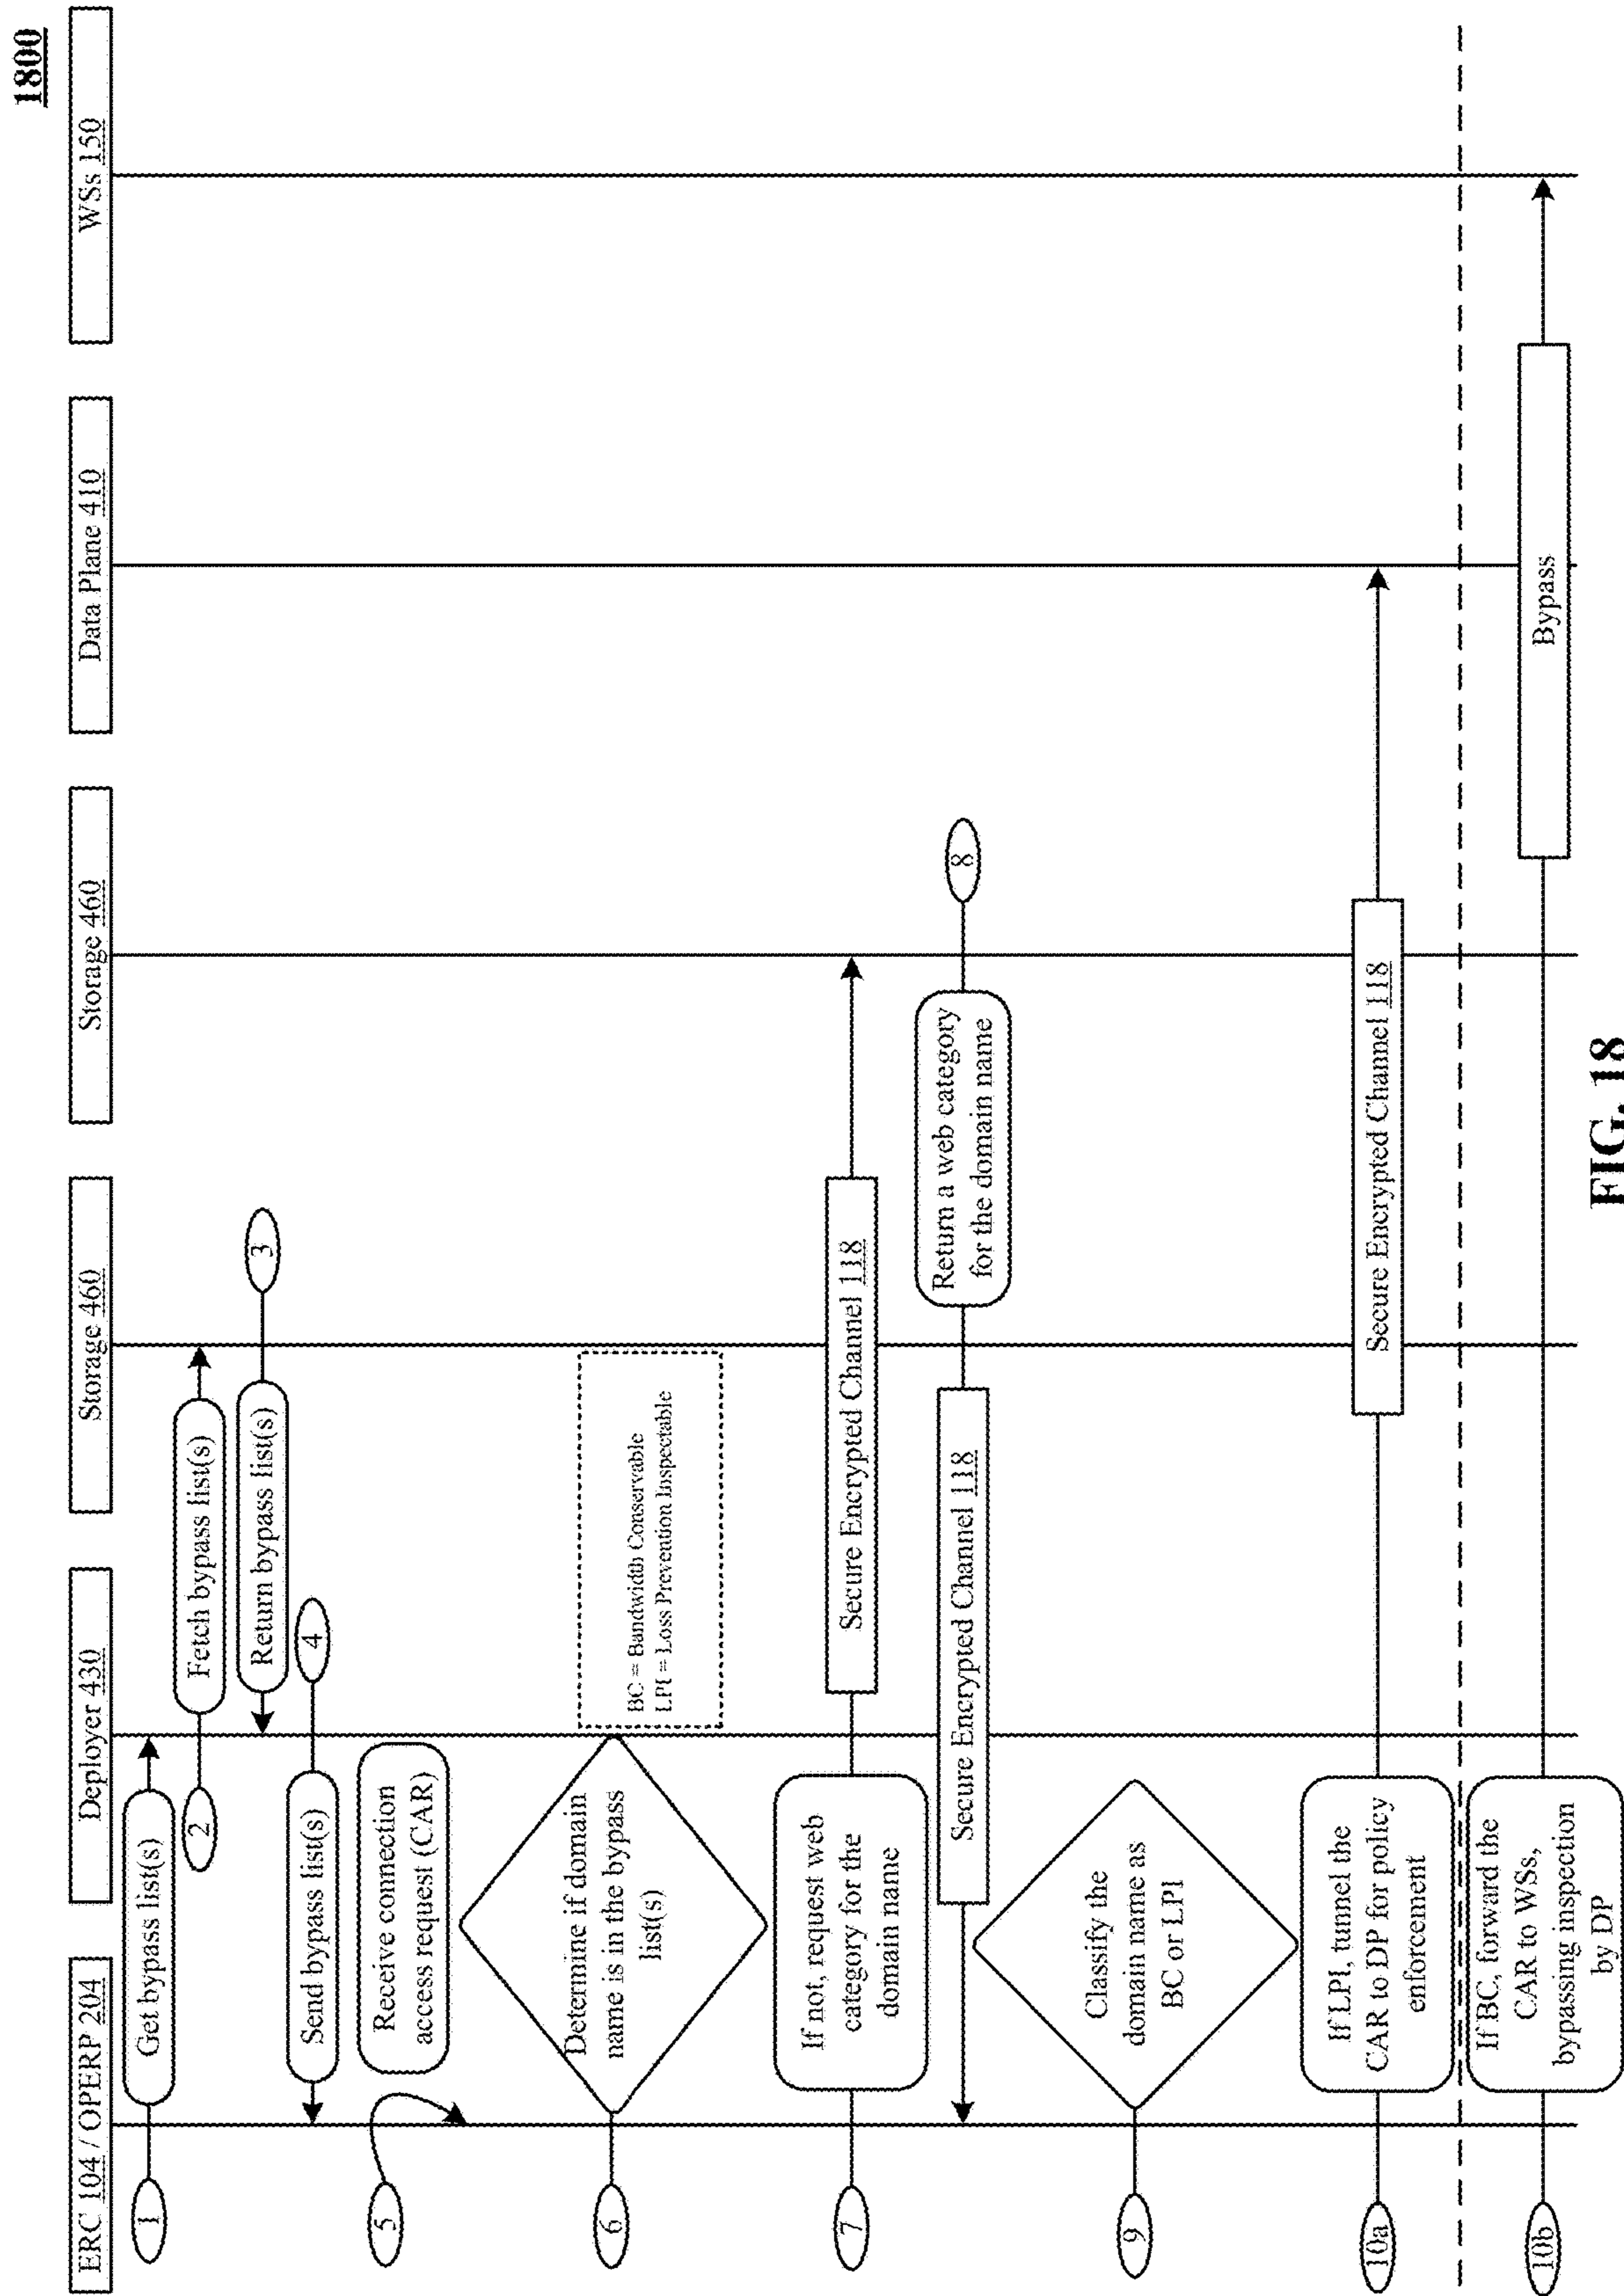 1800
ERC 104 / OPERP 204
Deployer 430
Storage 460
Storage 460
Data Plane 410
WSs 150
1
Get bypass list(s)
2
Fetch bypass list(s)
Return bypass list(s)
3
Send bypass list(s)
4
5
Receive connection
access request (CAR)
6
Determine if domain
name is in the bypass
list(s)
BC = Bandwidth Conservable
LPI = Loss Prevention Inspectable
7
If not, request web
category for the
domain name
Secure Encrypted Channel 118
Secure Encrypted Channel 118
Return a web category
for the domain name
8
9
Classify the
domain name as
BC or LPI
10a
If LPI, tunnel the
CAR to DP for policy
enforcement
Secure Encrypted Channel 118
10b
If BC, forward the
CAR to WSs,
bypassing inspection
by DP
Bypass
FIG. 18